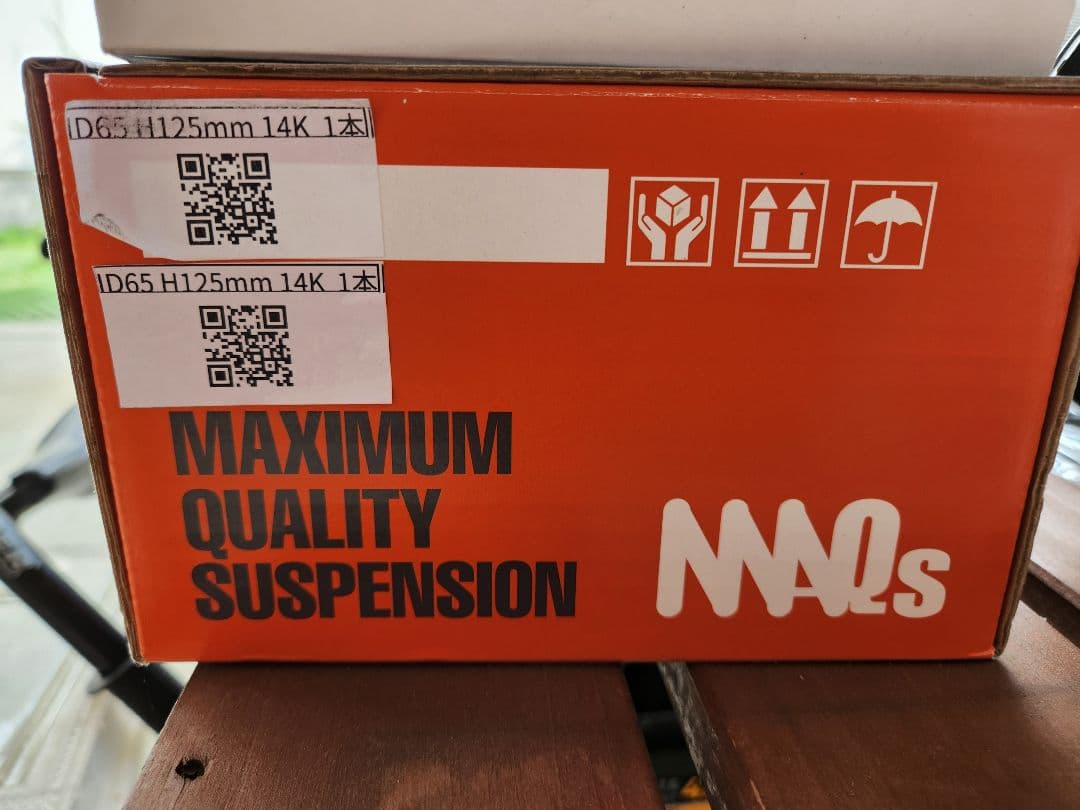 ID65 H125mm 14K 1本
ID65 H125mm 14K 1本
MAXIMUM
QUALITY
SUSPENSION
MAQs